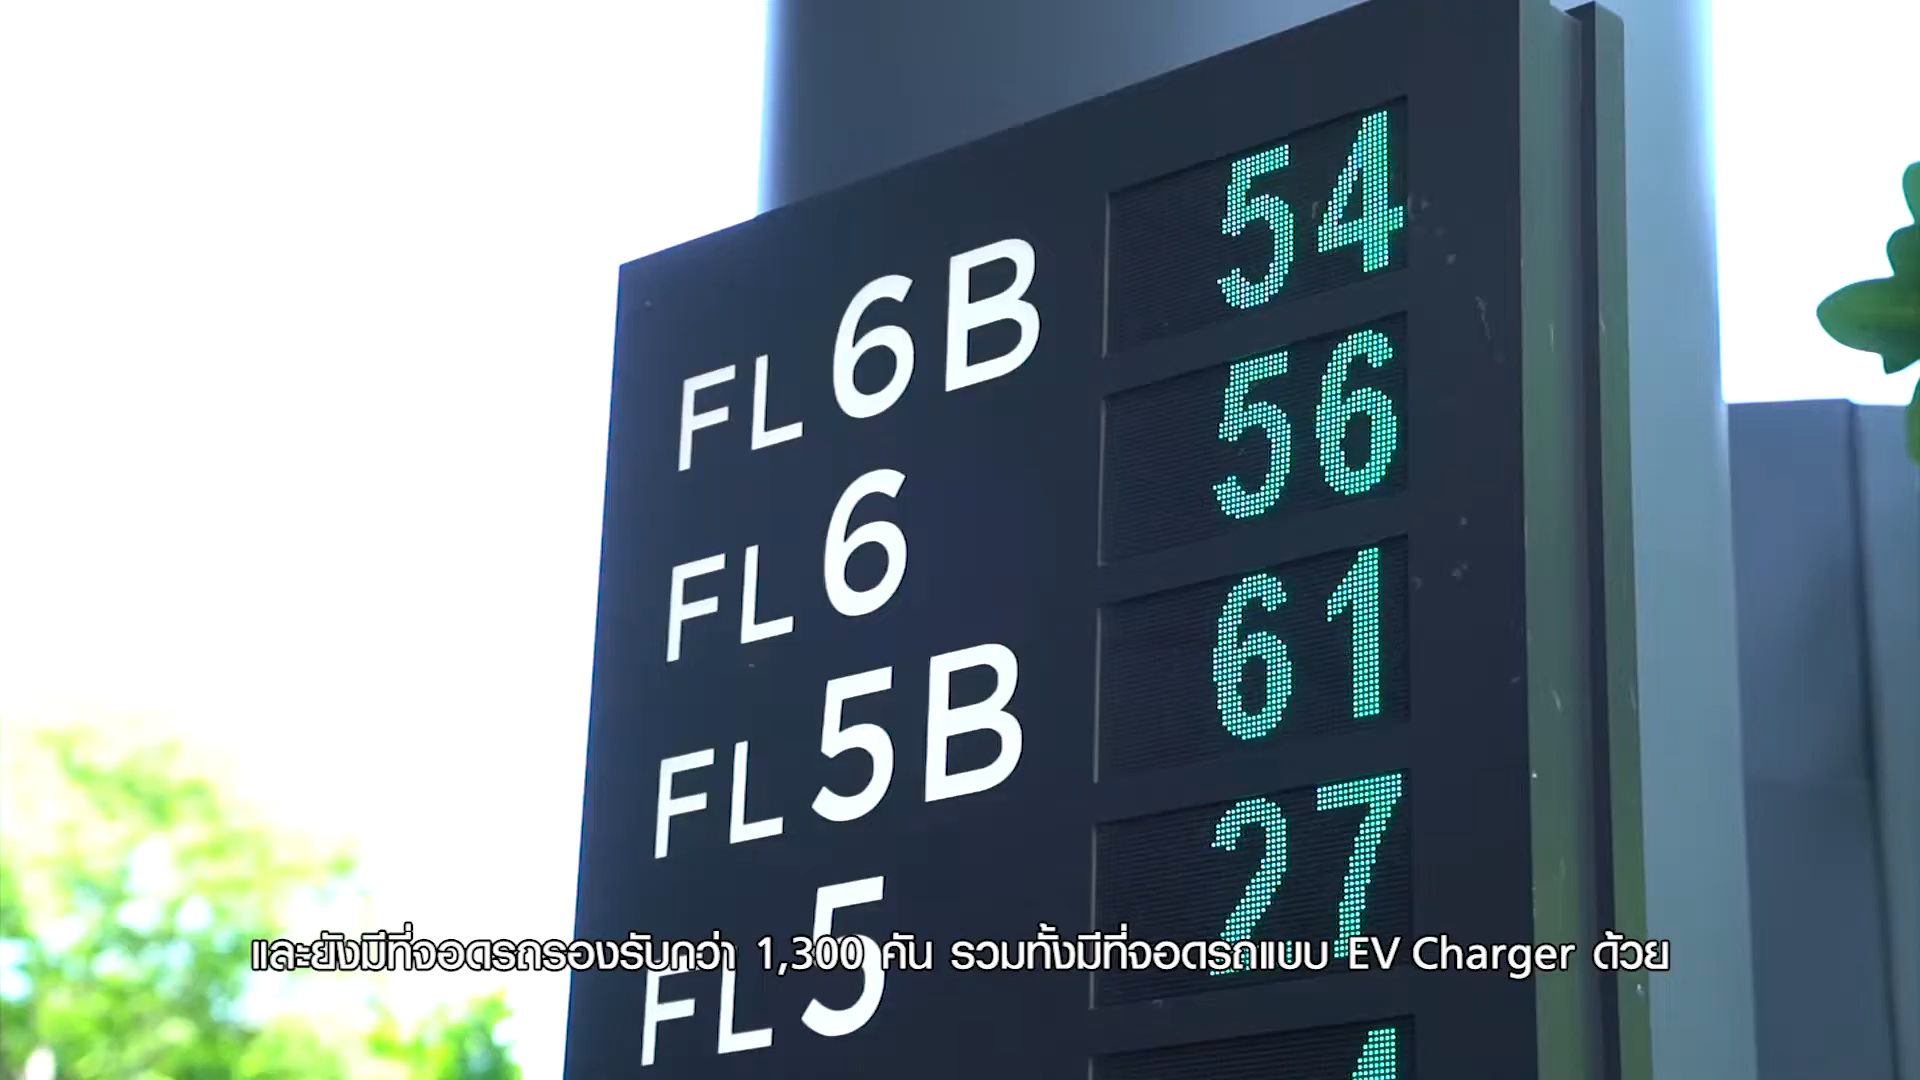 FL 6B 54
FL 6 56
FL 5B 61
FL 5 27
และยังมีที่จอดรถรองรับกว่า 1,300 คัน รวมทั้งมีที่จอดรถแบบ EV Charger ด้วย